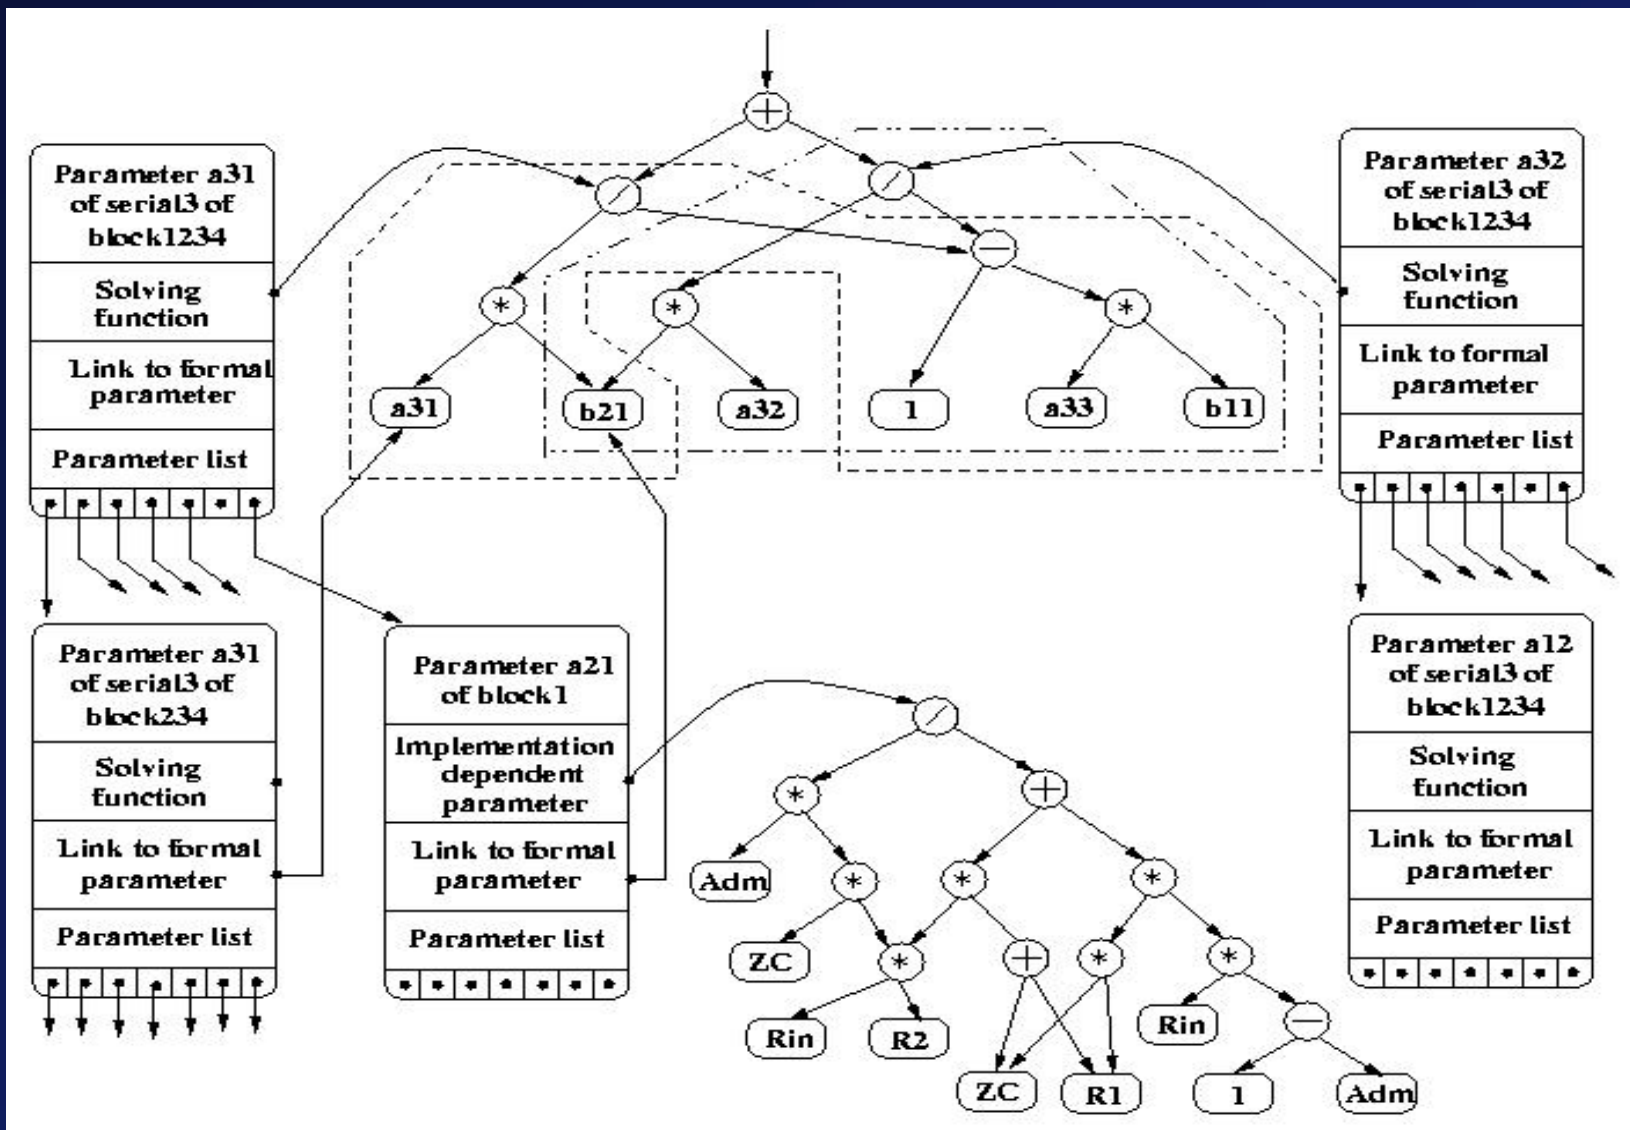 +
Parameter a31
of serial3 of
block1234
Solving
function
Link to formal
parameter
Parameter list
/
/
−
*
*
*
a31
b21
a32
1
a33
b11
Parameter a32
of serial3 of
block1234
Solving
function
Link to formal
parameter
Parameter list
Parameter a31
of serial3 of
block234
Solving
function
Link to formal
parameter
Parameter list
Parameter a21
of block1
Implementation
dependent
parameter
Link to formal
parameter
Parameter list
/
*
+
Adm
*
*
*
ZC
*
+
*
*
Rin
R2
Rin
−
ZC
R1
1
Adm
Parameter a12
of serial3 of
block1234
Solving
function
Link to formal
parameter
Parameter list